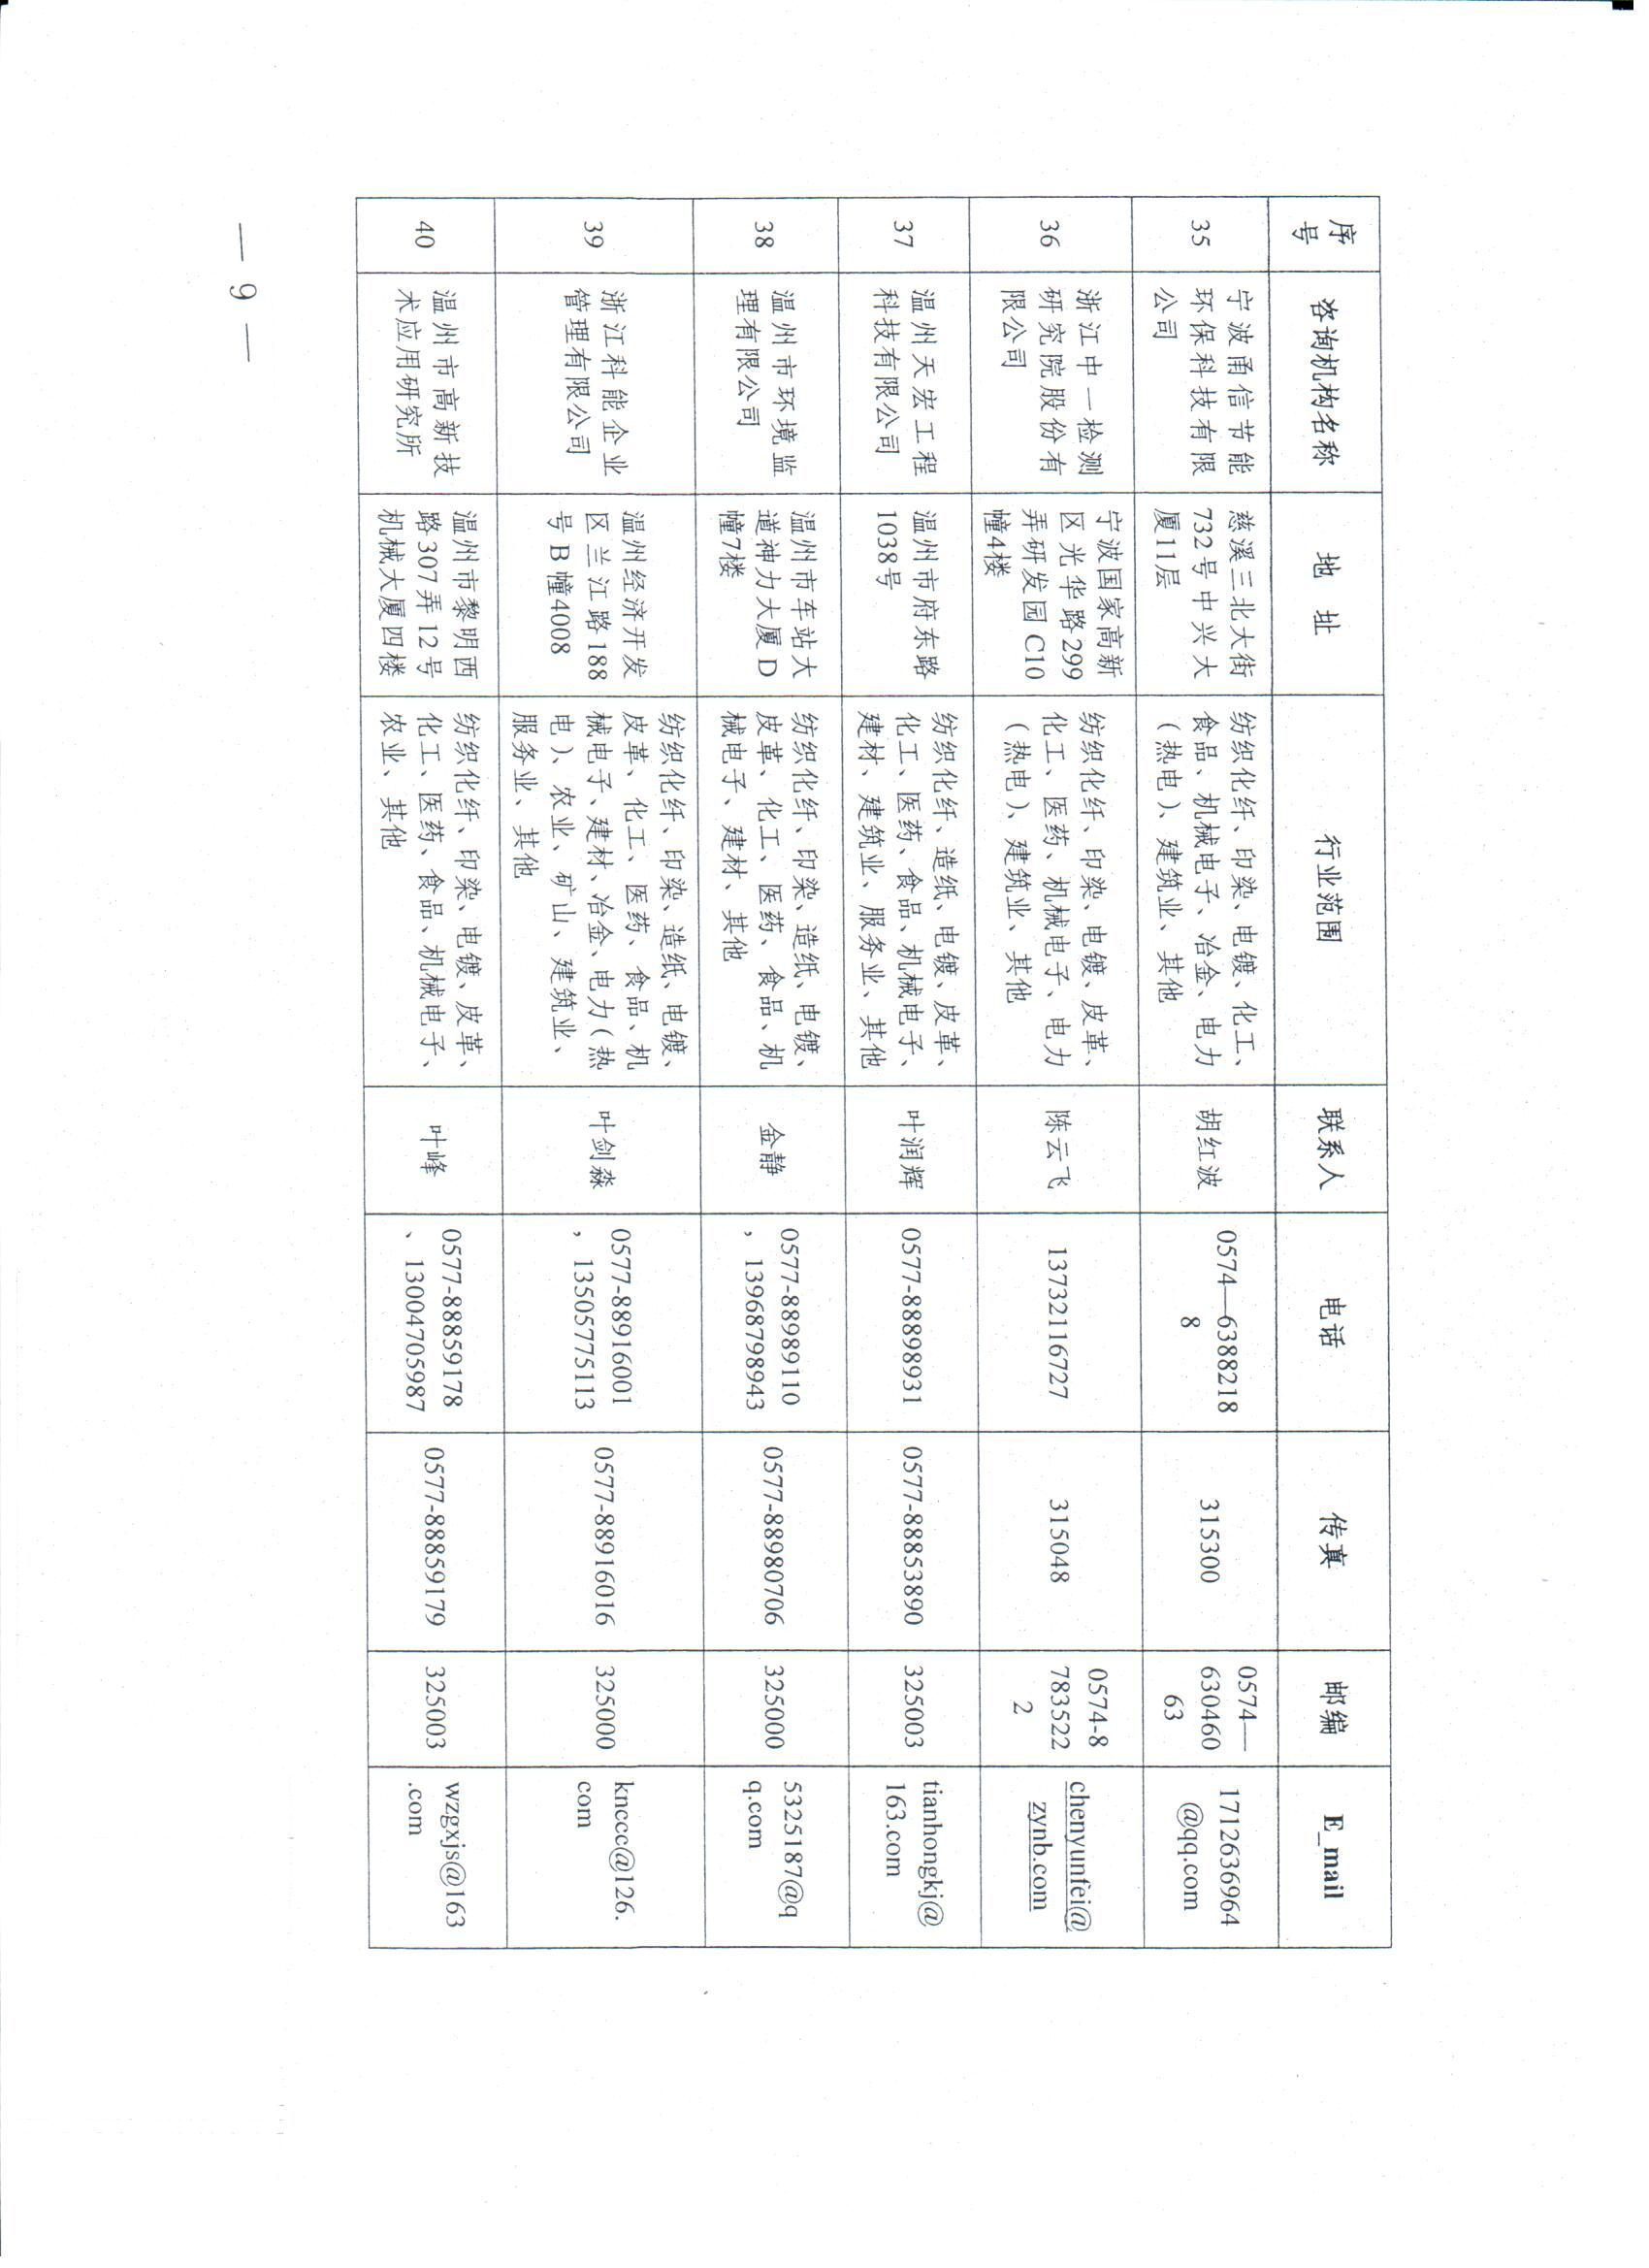 序
号
咨询机构名称
地　址
行业范围
联系人
电话
传真
邮编
E_mail
35
宁波甬信节能
环保科技有限
公司
慈溪三北大街
732号中兴大
厦11层
纺织化纤、印染、电镀、化工、
食品、机械电子、冶金、电力
（热电）、建筑业、其他
胡红波
0574—6388218
8
315300
0574—
630460
63
1712636964
@qq.com
36
浙江中一检测
研究院股份有
限公司
宁波国家高新
区光华路299
弄研发园C10
幢4楼
纺织化纤、印染、电镀、皮革、
化工、医药、机械电子、电力
（热电）、建筑业、其他
陈云飞
13732116727
315048
0574-8
783522
2
chenyunfei@
zynb.com
37
温州天宏工程
科技有限公司
温州市府东路
1038号
纺织化纤、造纸、电镀、皮革、
化工、医药、食品、机械电子、
建材、建筑业、服务业、其他
叶润辉
0577-88898931
0577-88853890
325003
tianhongkj@
163.com
38
温州市环境监
理有限公司
温州市车站大
道神力大厦D
幢7楼
纺织化纤、印染、造纸、电镀、
皮革、化工、医药、食品、机
械电子、建材、其他
金静
0577-88989110
，13968798943
0577-88980706
325000
5325187@q
q.com
39
浙江科能企业
管理有限公司
温州经济开发
区兰江路188
号B幢4008
纺织化纤、印染、造纸、电镀、
皮革、化工、医药、食品、机
械电子、建材、冶金、电力（热
电）、农业、矿山、建筑业、
服务业、其他
叶剑淼
0577-88916001
，13505775113
0577-88916016
325000
knccc@126.
com
40
温州市高新技
术应用研究所
温州市黎明西
路307弄12号
机械大厦四楼
纺织化纤、印染、电镀、皮革、
化工、医药、食品、机械电子、
农业、其他
叶峰
0577-88859178
、13004705987
0577-88859179
325003
wzgxjs@163
.com
— 9 —